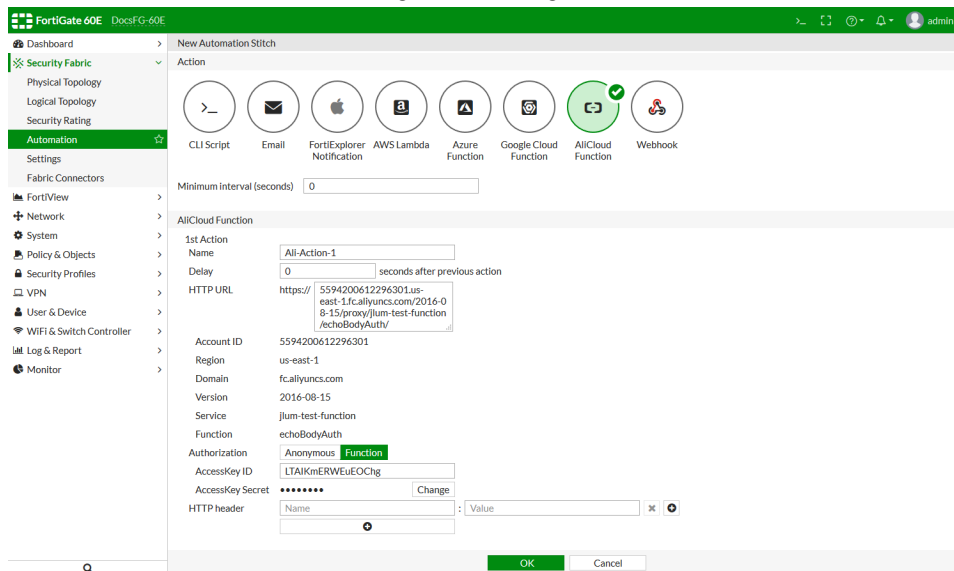 FortiGate 60E DocsFG-60E
>_ admin
Dashboard
Security Fabric
Physical Topology
Logical Topology
Security Rating
Automation
Settings
Fabric Connectors
FortiView
Network
System
Policy & Objects
Security Profiles
VPN
User & Device
WiFi & Switch Controller
Log & Report
Monitor
New Automation Stitch
Action
>_
a
CLI Script Email FortiExplorer Notification AWS Lambda Azure Function Google Cloud Function AliCloud Function Webhook
Minimum interval (seconds) 0
AliCloud Function
1st Action
Name Ali-Action-1
Delay 0 seconds after previous action
HTTP URL https:// 5594200612296301.us-
east-1.fc.aliyuncs.com/2016-0
8-15/proxy/jlum-test-function
/echoBodyAuth/
Account ID 5594200612296301
Region us-east-1
Domain fc.aliyuncs.com
Version 2016-08-15
Service jlum-test-function
Function echoBodyAuth
Authorization Anonymous Function
AccessKey ID LTAIKmERWEuEOChg
AccessKey Secret •••••••• Change
HTTP header Name : Value
OK Cancel